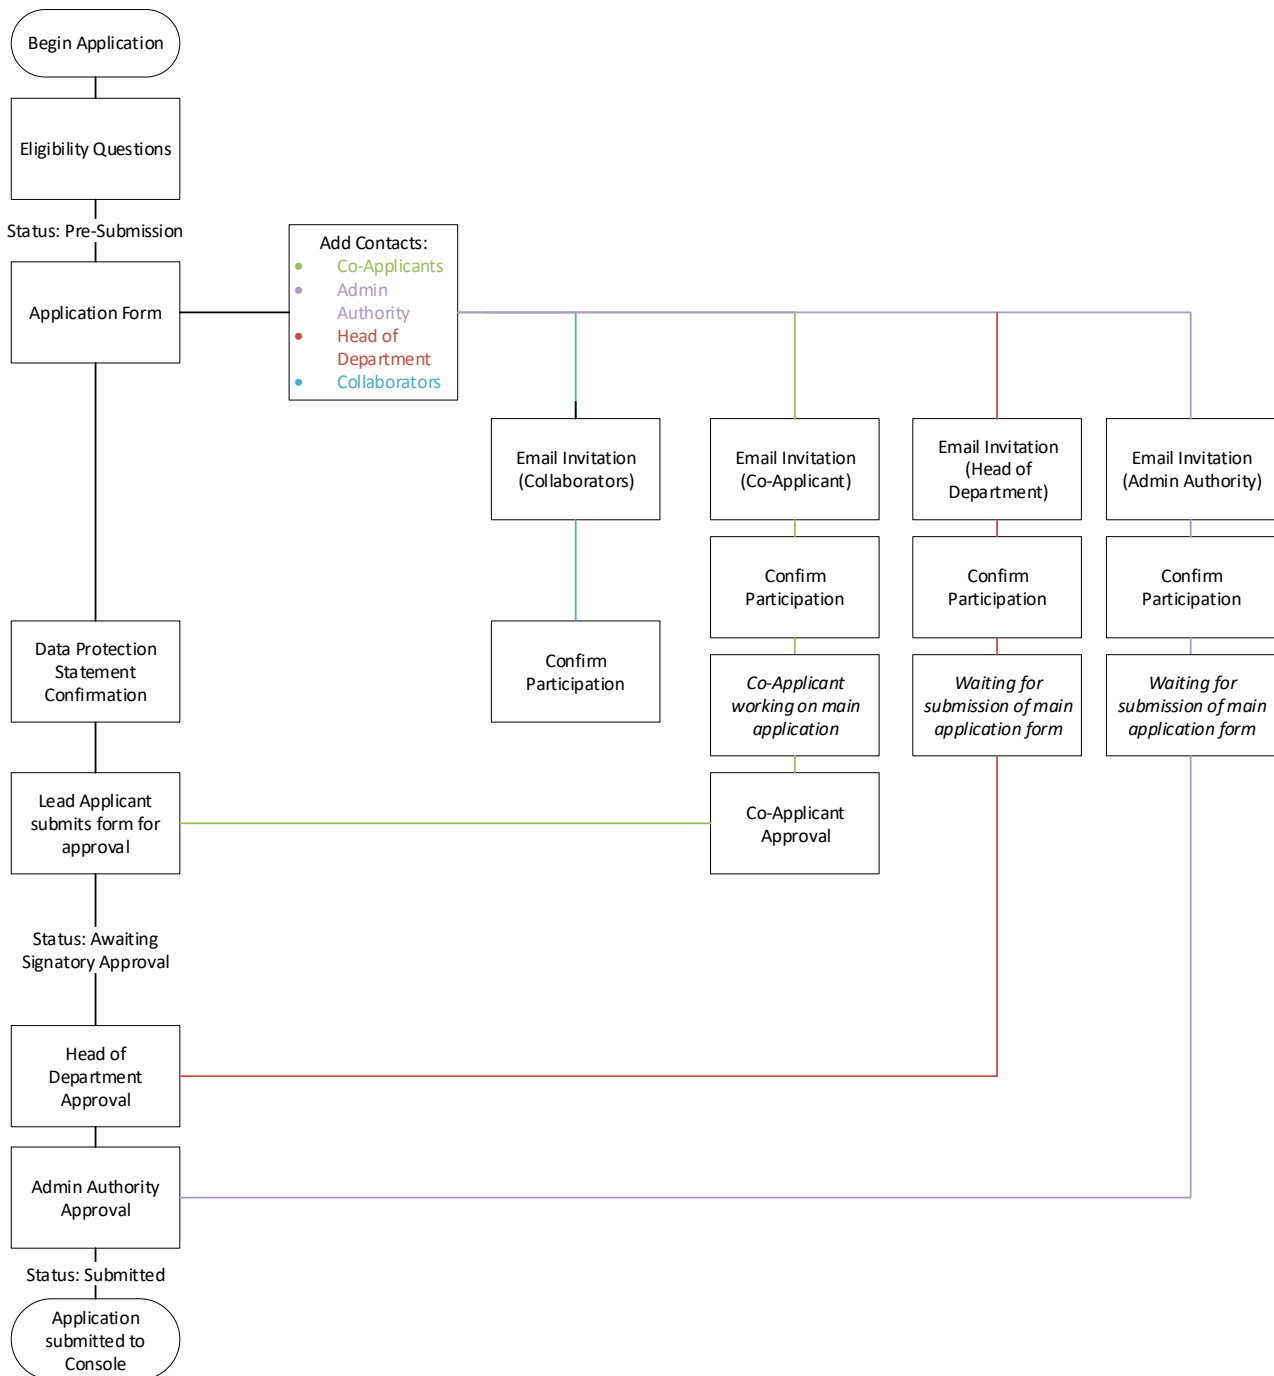 Begin Application
Eligibility Questions
Status: Pre-Submission
Application Form
Add Contacts:
• Co-Applicants
• Admin
Authority
• Head of
Department
• Collaborators
Email Invitation
(Collaborators)
Email Invitation
(Co-Applicant)
Email Invitation
(Head of
Department)
Email Invitation
(Admin Authority)
Confirm
Participation
Confirm
Participation
Confirm
Participation
Data Protection
Statement
Confirmation
Confirm
Participation
Co-Applicant
working on main
application
Waiting for
submission of main
application form
Waiting for
submission of main
application form
Lead Applicant
submits form for
approval
Co-Applicant
Approval
Status: Awaiting
Signatory Approval
Head of
Department
Approval
Admin Authority
Approval
Status: Submitted
Application
submitted to
Console